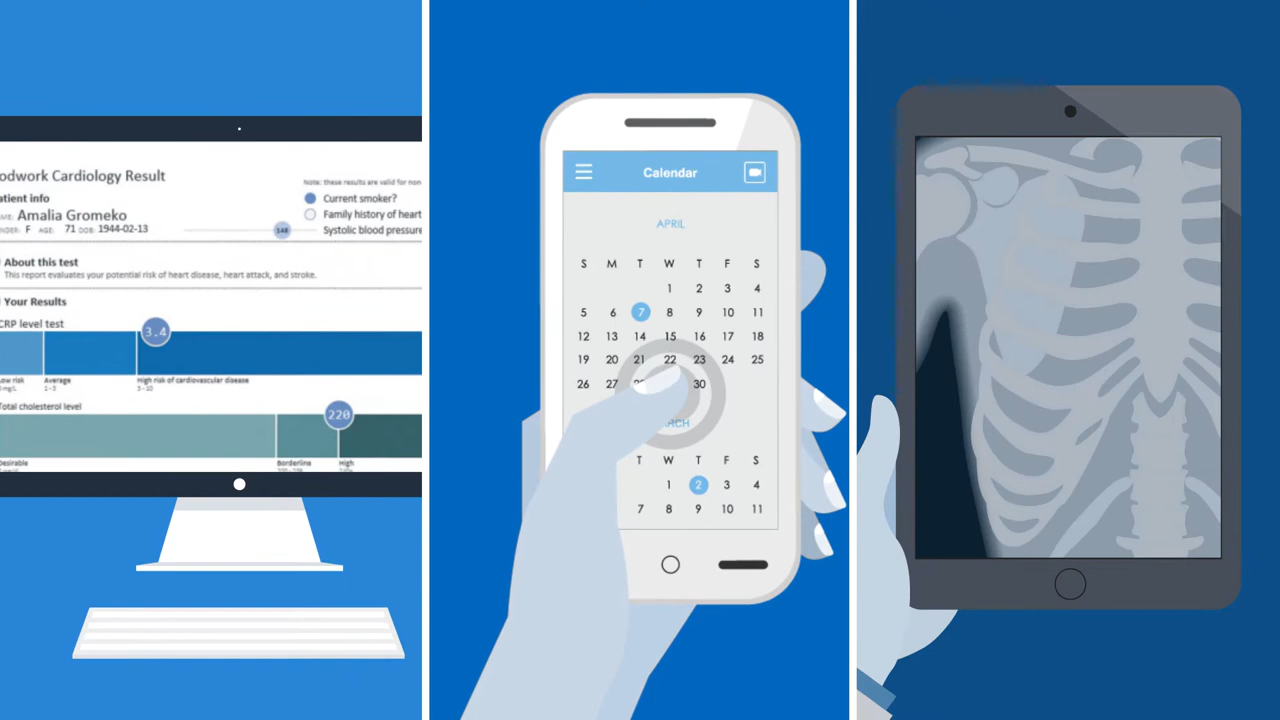 odwork Cardiology Result
Note: these results are valid for non
atient info
Current smoker?
Amalia Gromeko
Family history of heart
F AGE: 71 DOB: 1944-02-13
148
Systolic blood pressure
About this test
This report evaluates your potential risk of heart disease, heart attack, and stroke.
Your Results
CRP level test
3.4
Low risk
Average
High risk of cardiovascular disease
1 - 3
3 - 10
Total cholesterol level
220
Desirable
Borderline
High
Calendar
APRIL
S M T W T F S
1 2 3 4
5 6 7 8 9 10 11
12 13 14 15 16 17 18
19 20 21 22 23 24 25
26 27 30
T W T F S
1 2 3 4
7 8 9 10 11